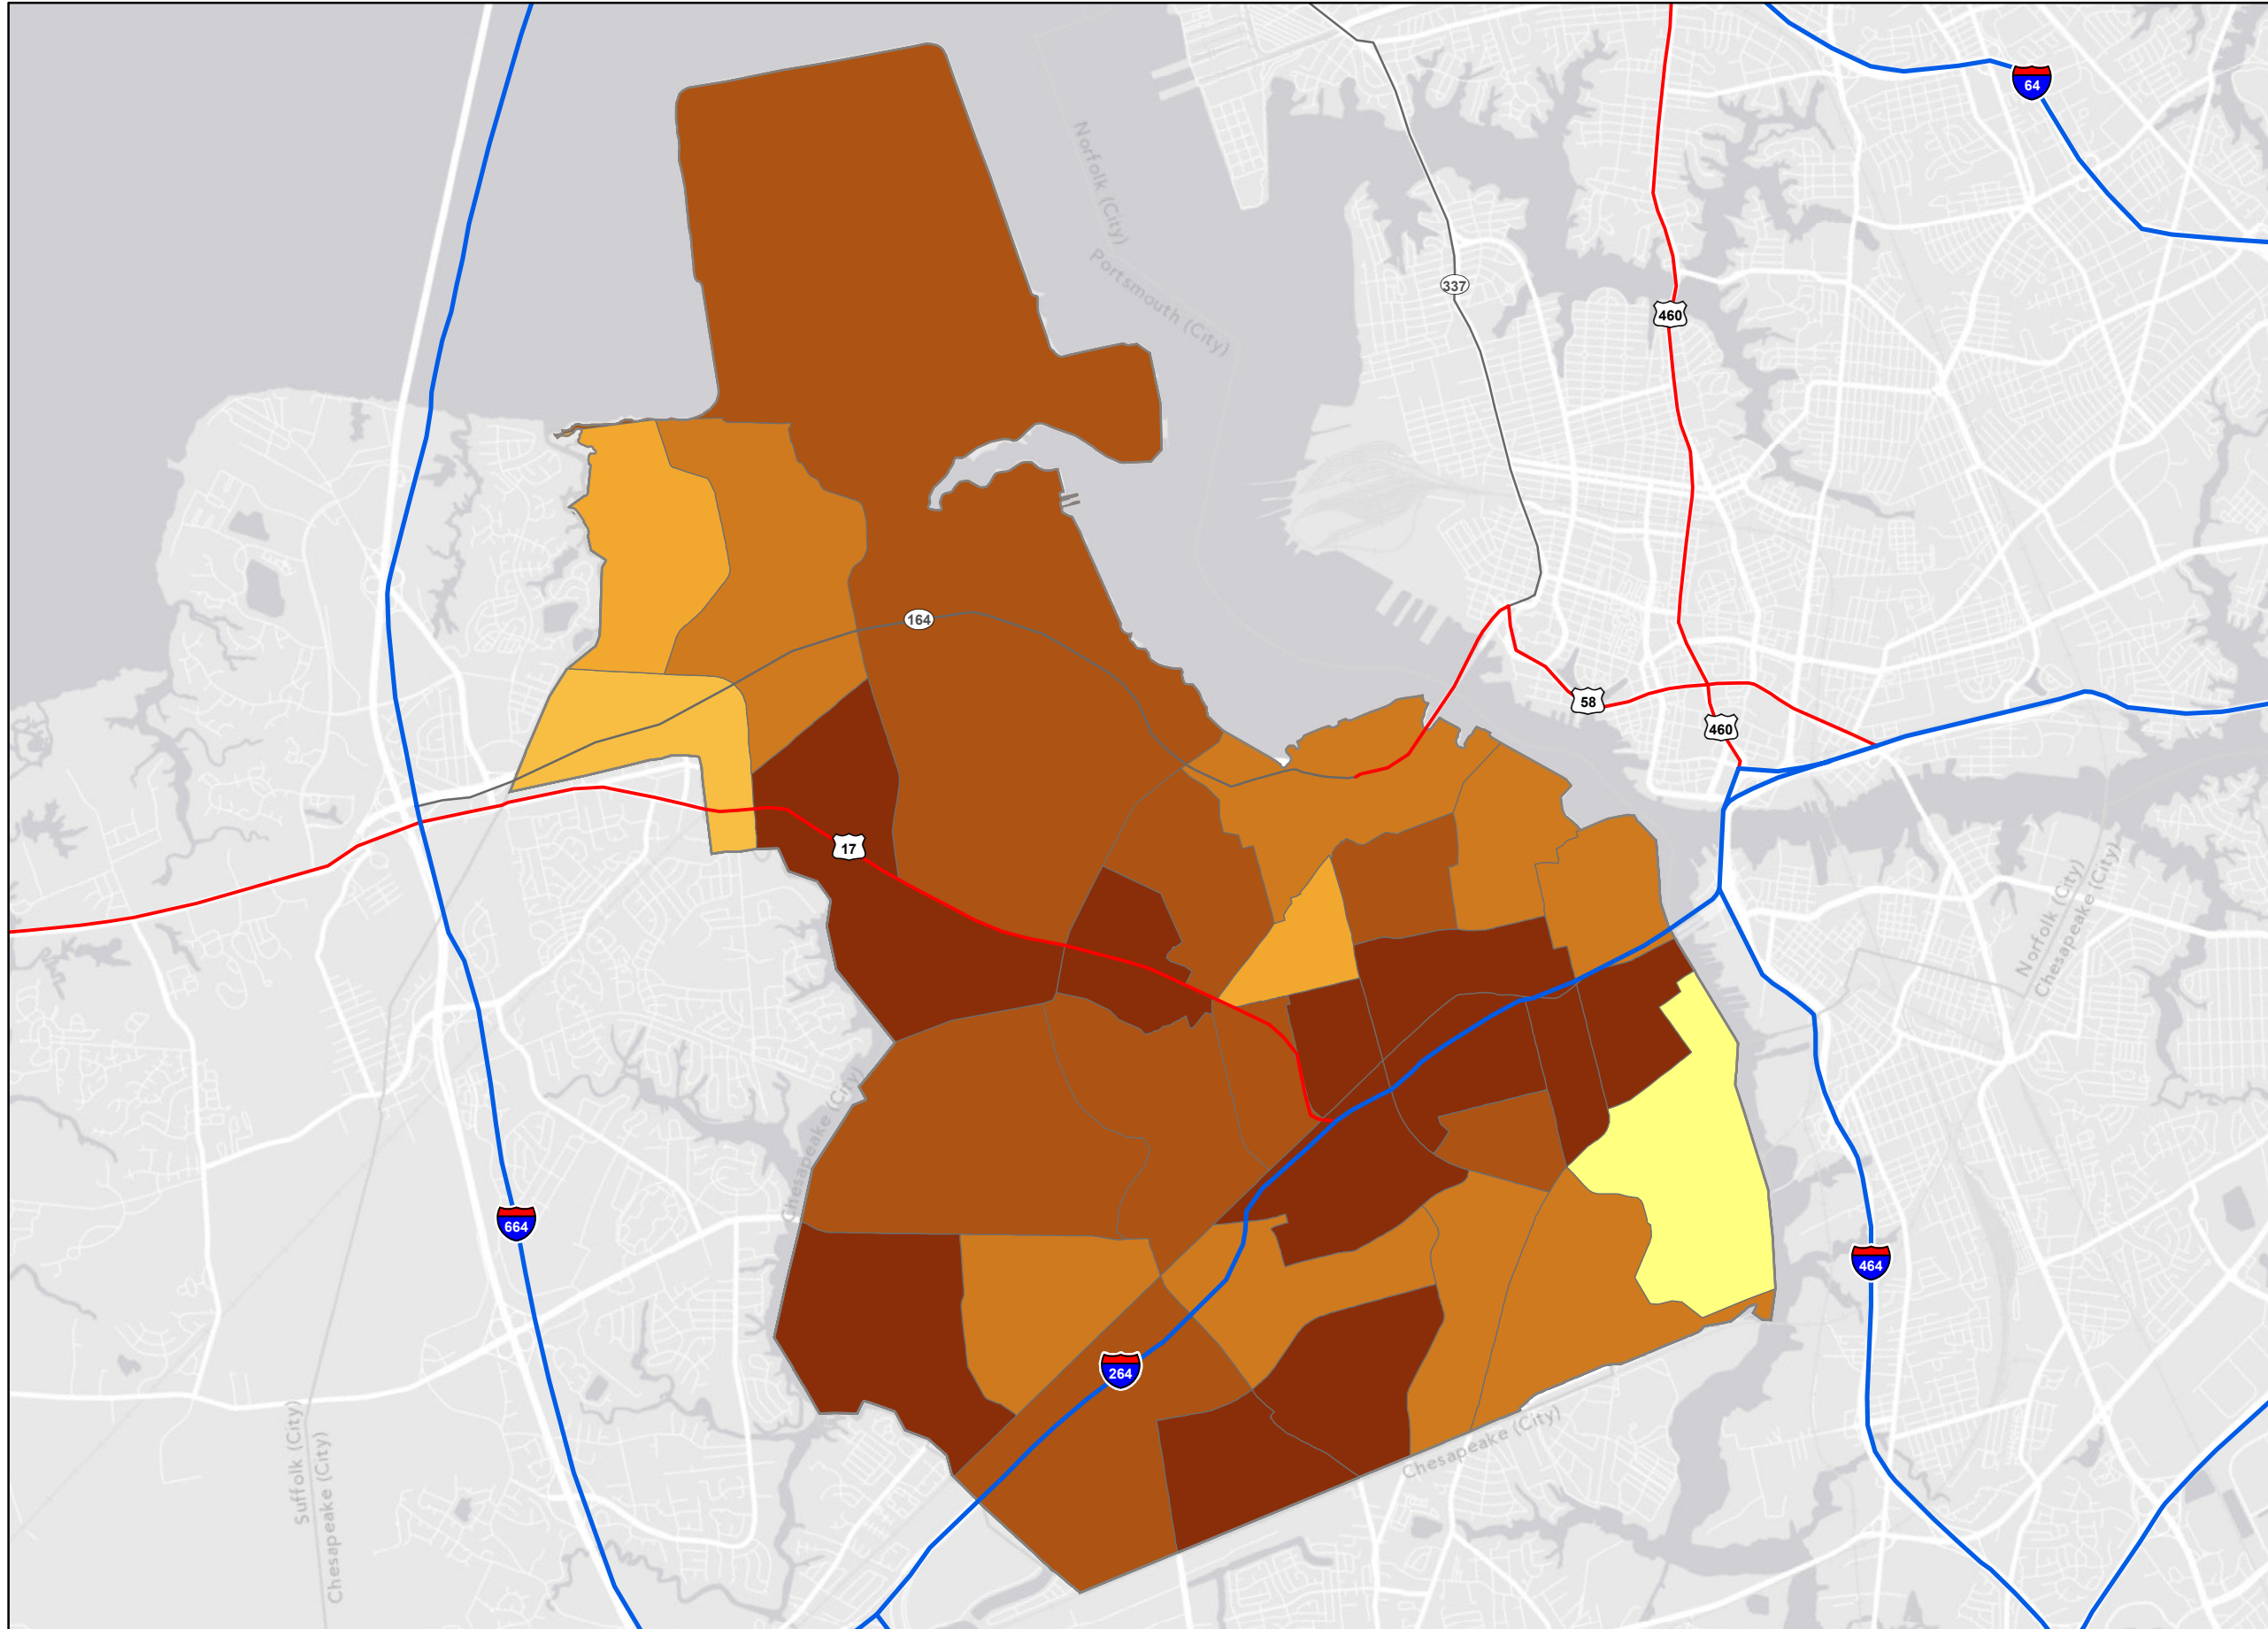 64
Norfolk (City)
Portsmouth (City)
337
460
164
58
460
17
Norfolk (City)
Chesapeake (City)
Chesapeake (City)
664
464
264
Chesapeake (City)
Suffolk (City)
Chesapeake (City)